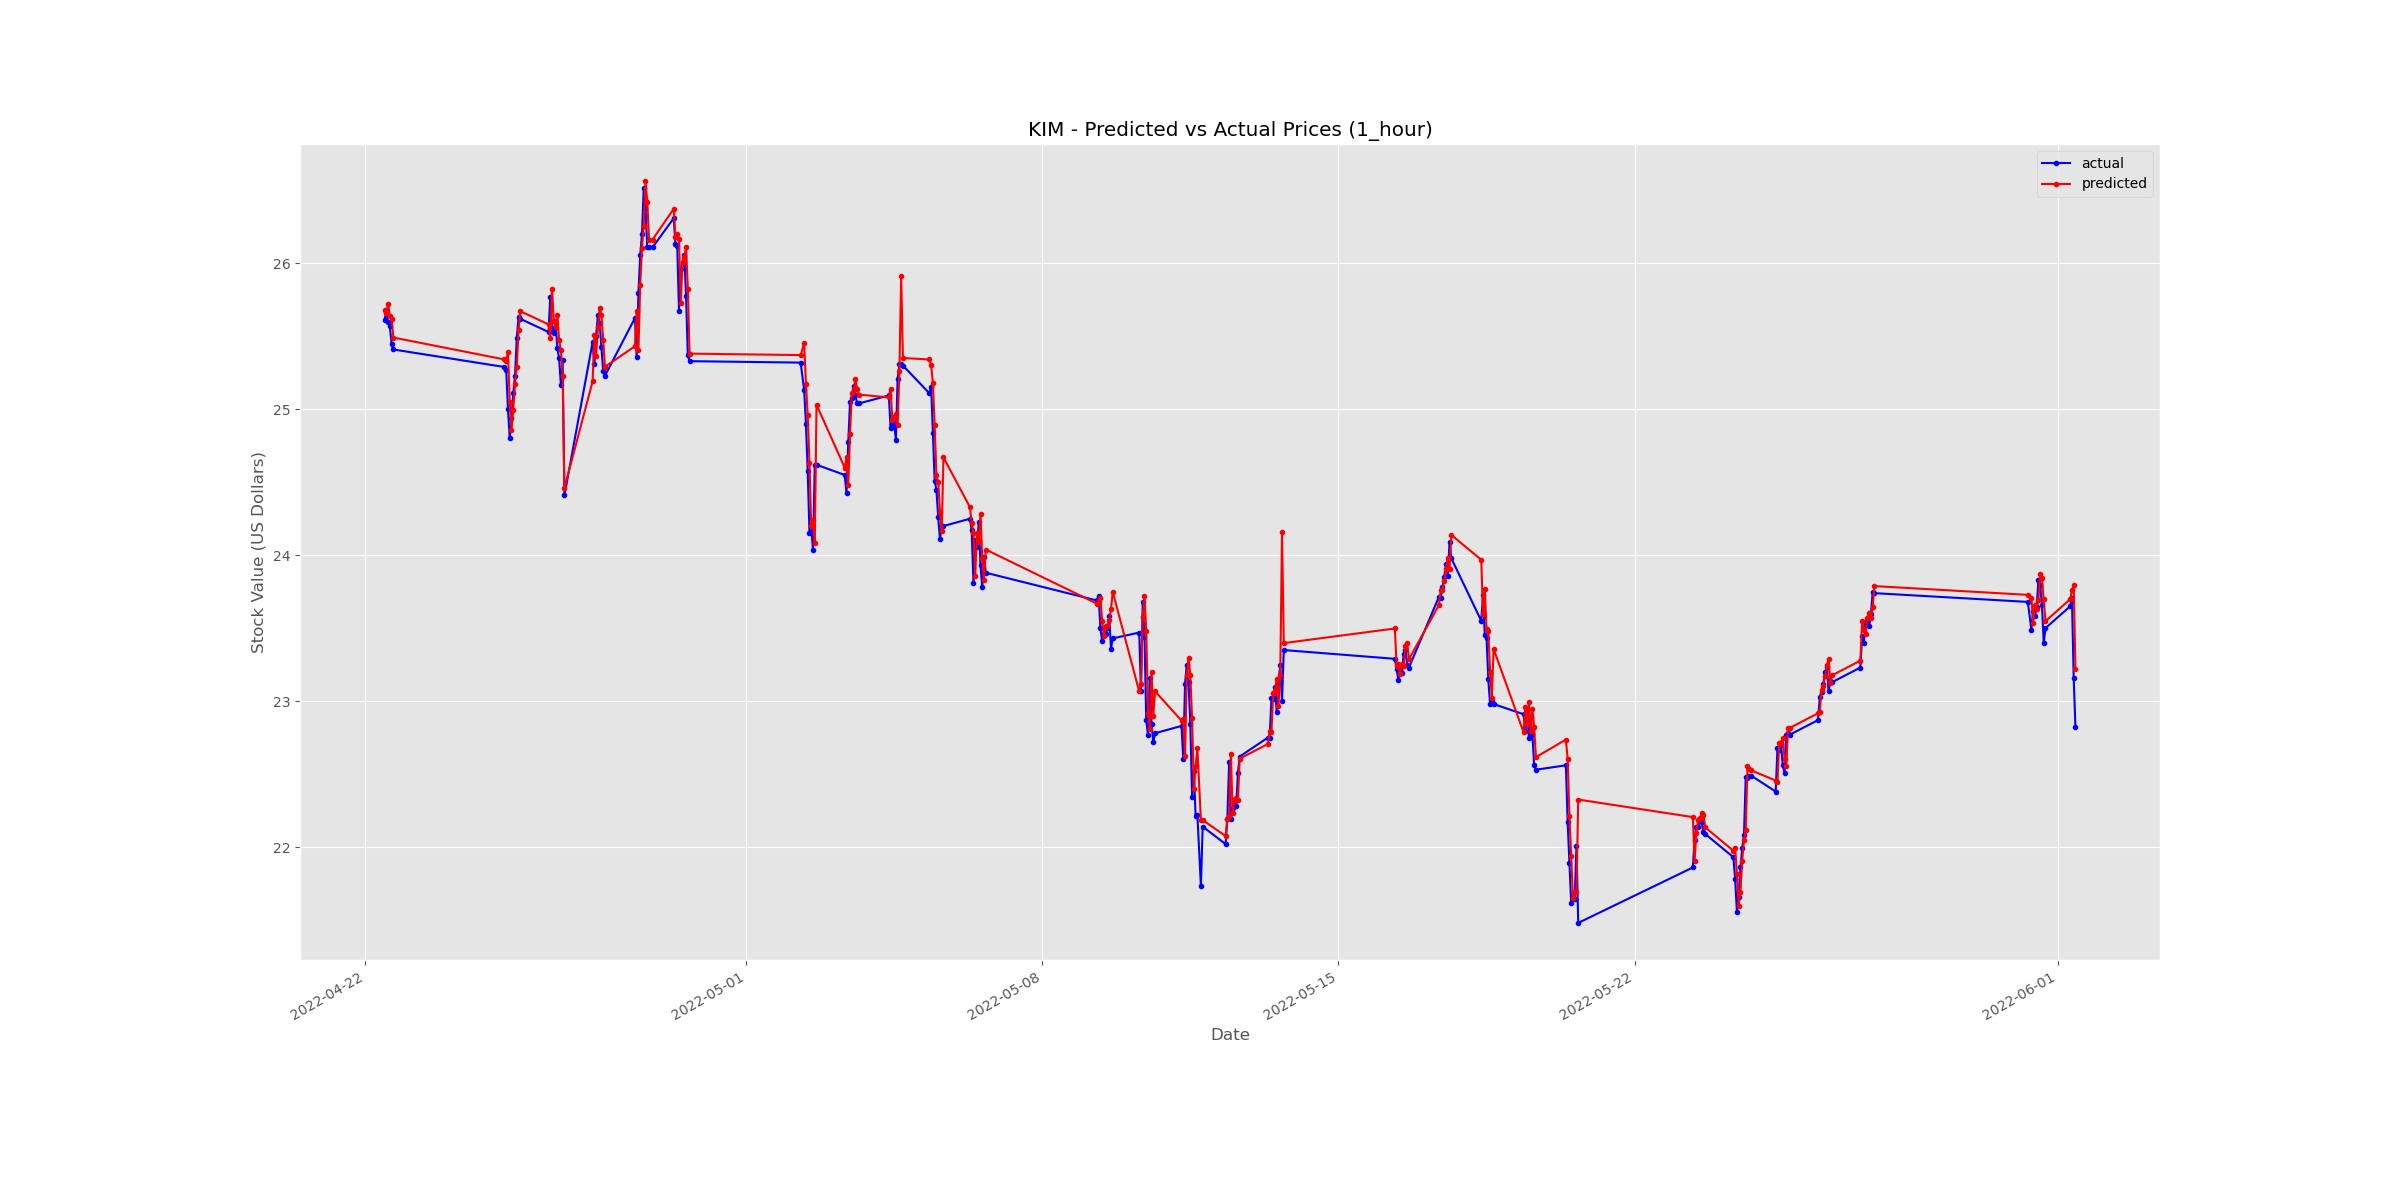 KIM - Predicted vs Actual Prices (1_hour)
actual
predicted
Stock Value (US Dollars)
26
25
24
23
22
2022-04-22
2022-05-01
2022-05-08
2022-05-15
2022-05-22
2022-06-01
Date